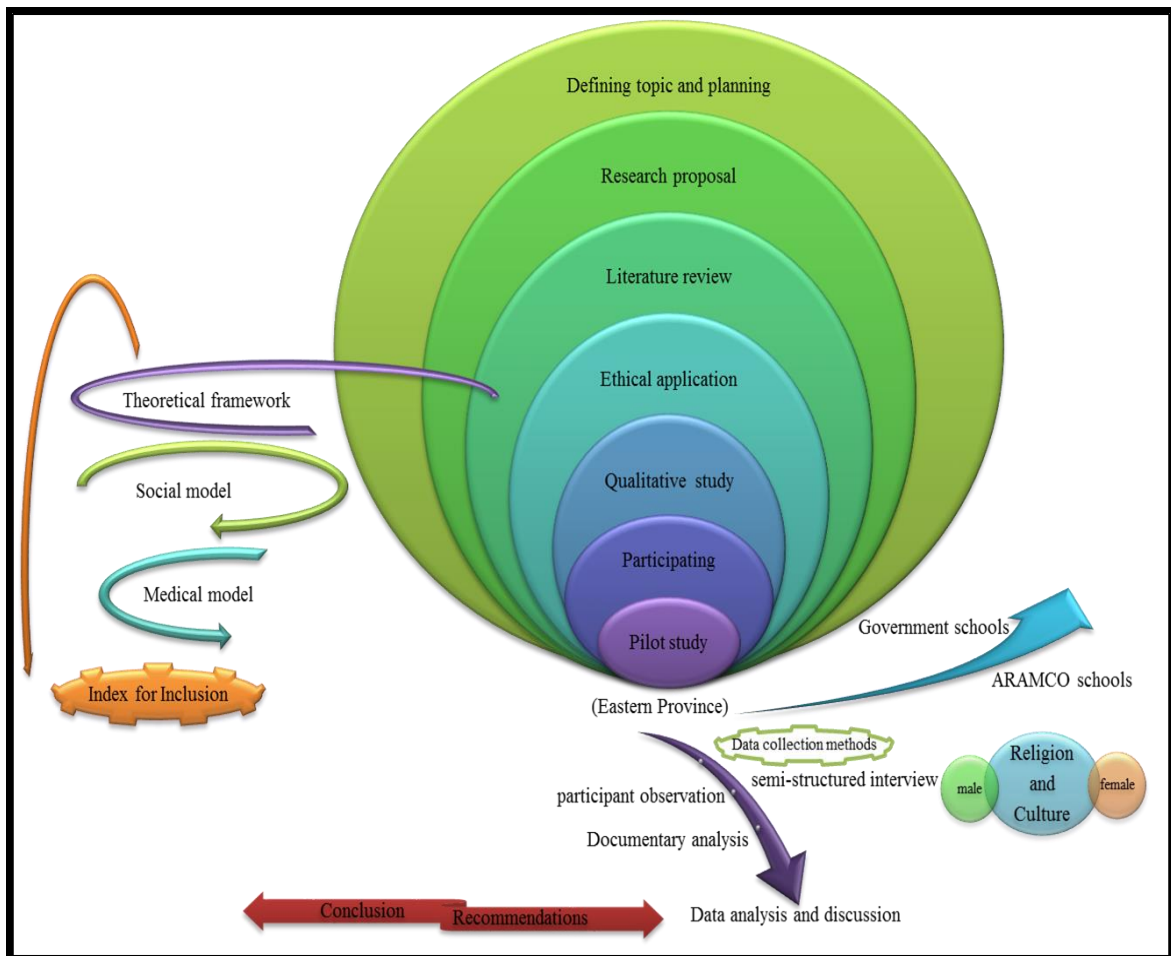 Defining topic and planning
Research proposal
Literature review
Ethical application
Theoretical framework
Qualitative study
Social model
Participating
Medical model
Pilot study
Government schools
Index for Inclusion
ARAMCO schools
(Eastern Province)
Data collection methods
semi-structured interview
male
Religion
and
Culture
female
participant observation
Documentary analysis
Conclusion
Recommendations
Data analysis and discussion